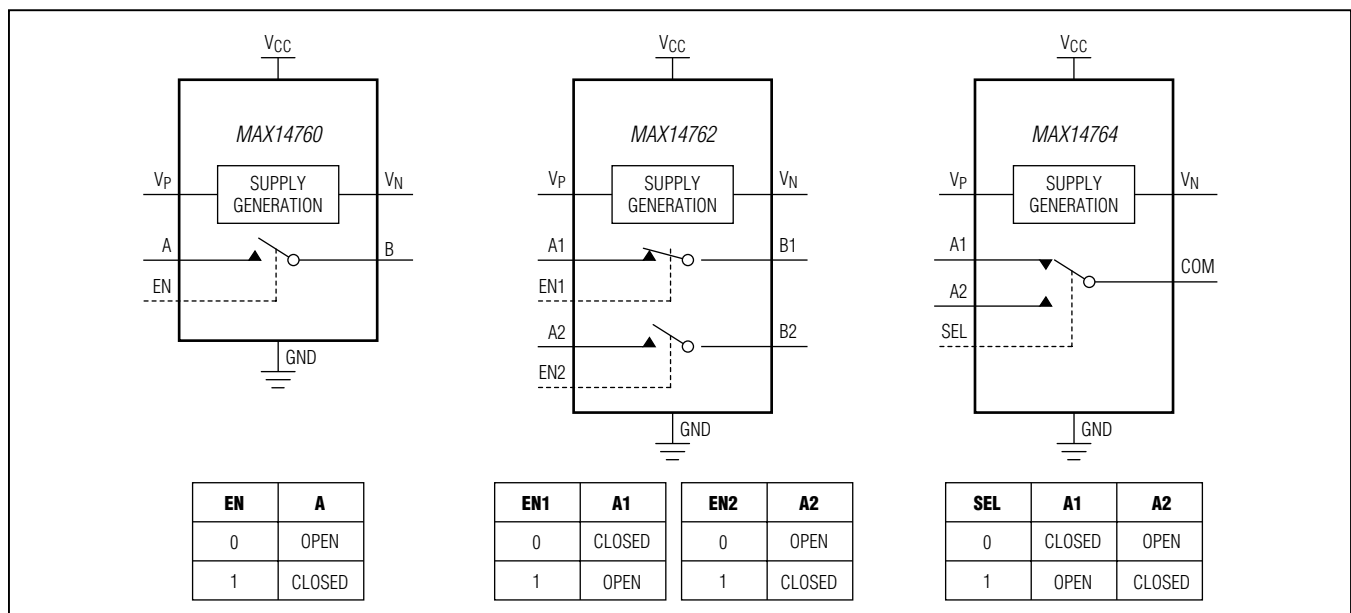 VCC
MAX14760
VP
SUPPLY
GENERATION
VN
A
B
EN
GND
EN A
0 OPEN
1 CLOSED
VCC
MAX14762
VP
SUPPLY
GENERATION
VN
A1
B1
EN1
A2
B2
EN2
GND
EN1 A1
0 CLOSED
1 OPEN
EN2 A2
0 OPEN
1 CLOSED
VCC
MAX14764
VP
SUPPLY
GENERATION
VN
A1
COM
A2
SEL
GND
SEL A1 A2
0 CLOSED OPEN
1 OPEN CLOSED